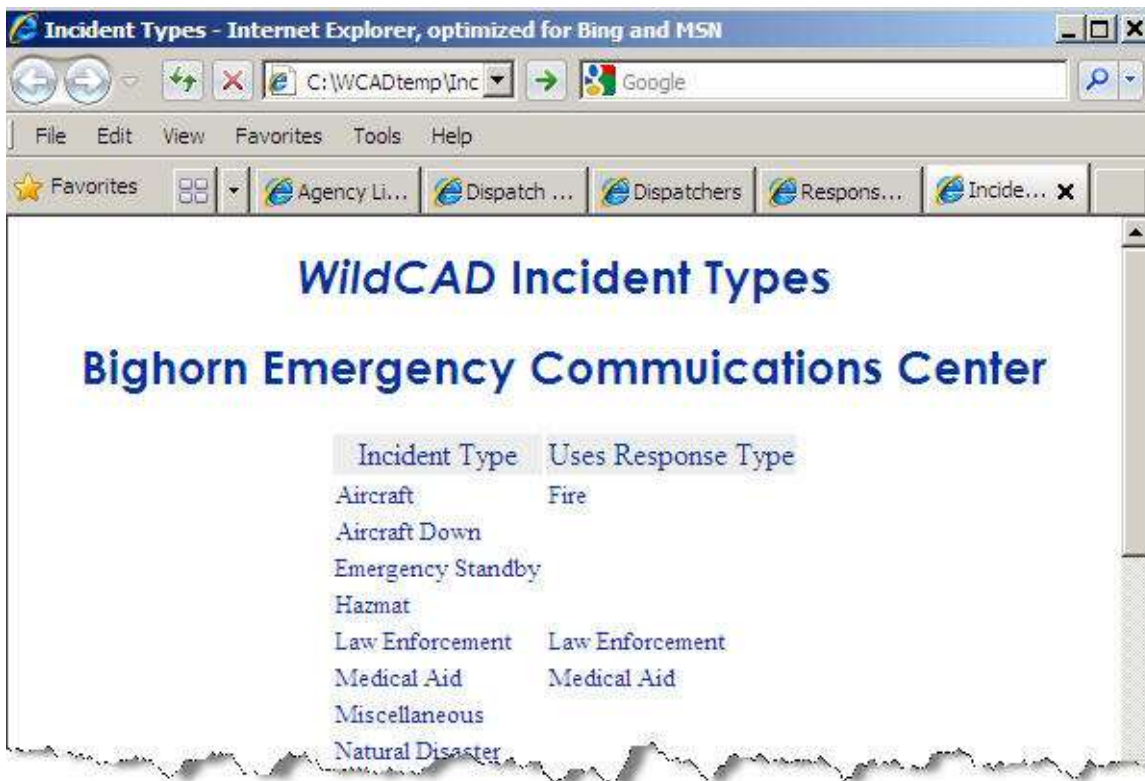 Incident Types - Internet Explorer, optimized for Bing and MSN
C:\WCADtemp\Inc Google
File Edit View Favorites Tools Help
Favorites Agency Li... Dispatch ... Dispatchers Respons... Incide...
WildCAD Incident Types
Bighorn Emergency Commuications Center
Incident Type Uses Response Type
Aircraft Fire
Aircraft Down
Emergency Standby
Hazmat
Law Enforcement Law Enforcement
Medical Aid Medical Aid
Miscellaneous
Natural Disaster